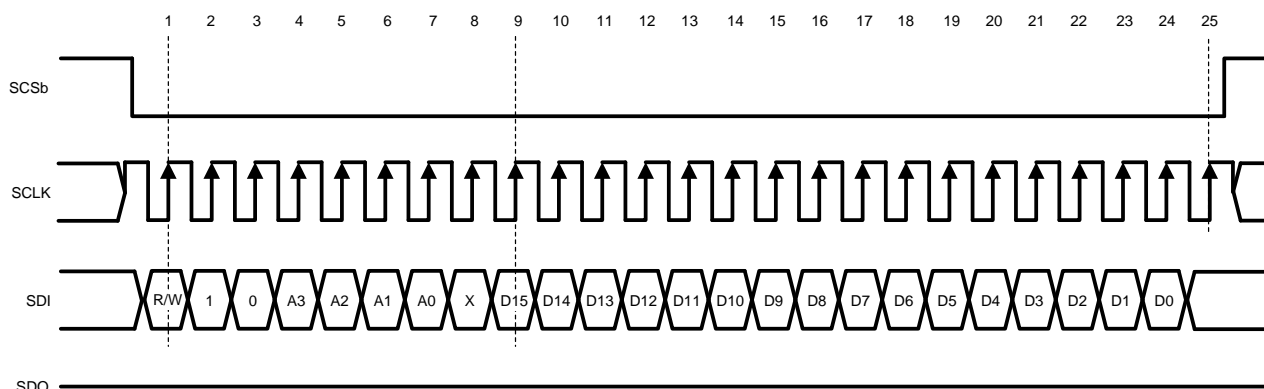 1 2 3 4 5 6 7 8 9 10 11 12 13 14 15 16 17 18 19 20 21 22 23 24 25
SCSb
SCLK
SDI R/W 1 0 A3 A2 A1 A0 X D15 D14 D13 D12 D11 D10 D9 D8 D7 D6 D5 D4 D3 D2 D1 D0
SDO